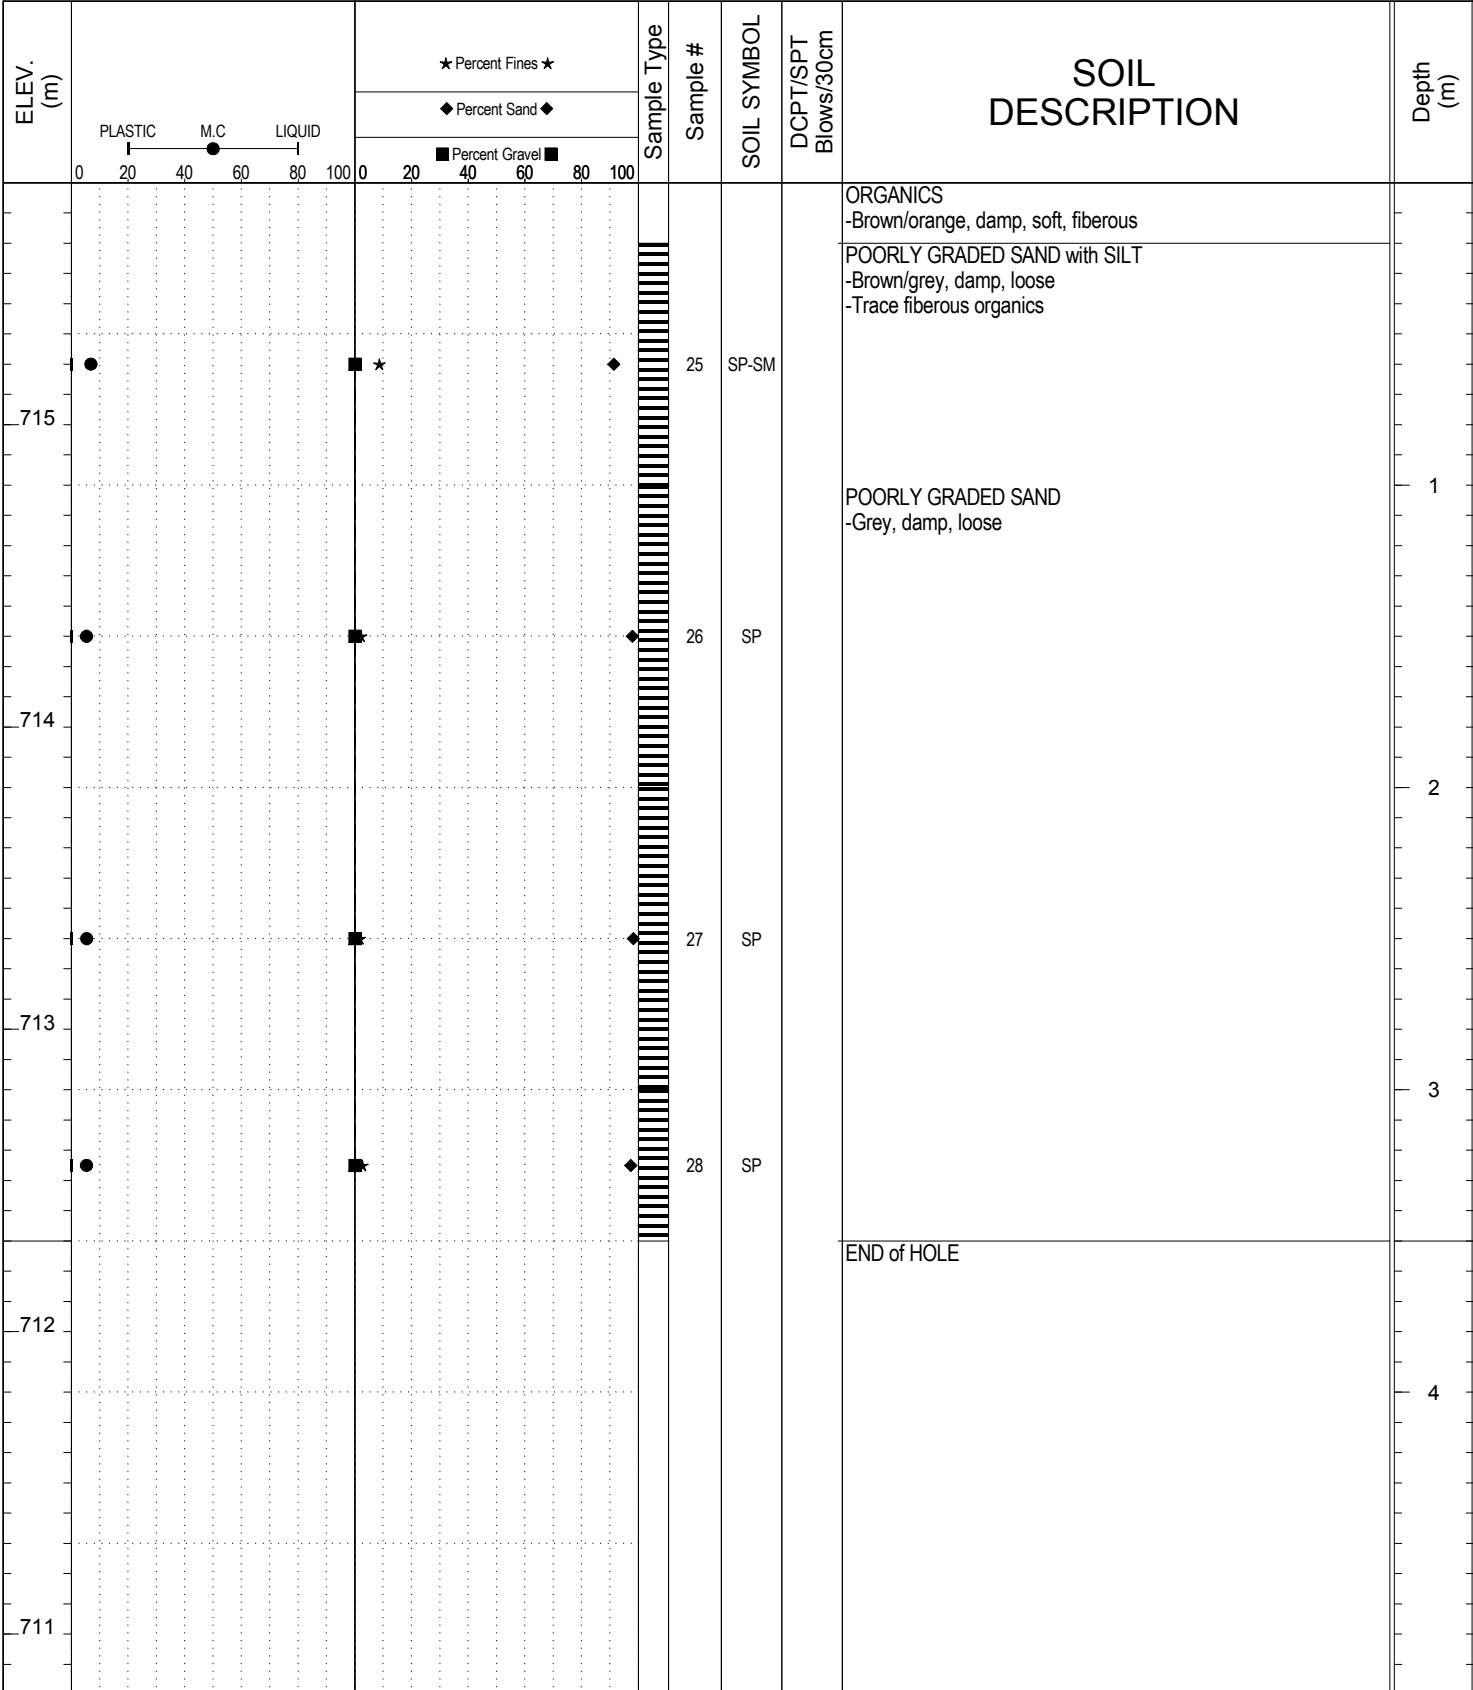 ELEV.
(m)
PLASTIC M.C LIQUID
0 20 40 60 80 100
★ Percent Fines ★
◆ Percent Sand ◆
■ Percent Gravel ■
0 20 40 60 80 100
Sample Type
Sample #
SOIL SYMBOL
DCPT/SPT
Blows/30cm
SOIL
DESCRIPTION
Depth
(m)
ORGANICS
-Brown/orange, damp, soft, fiberous
POORLY GRADED SAND with SILT
-Brown/grey, damp, loose
-Trace fiberous organics
25 SP-SM
715
1
POORLY GRADED SAND
-Grey, damp, loose
26 SP
714
2
27 SP
713
3
28 SP
END of HOLE
712
4
711